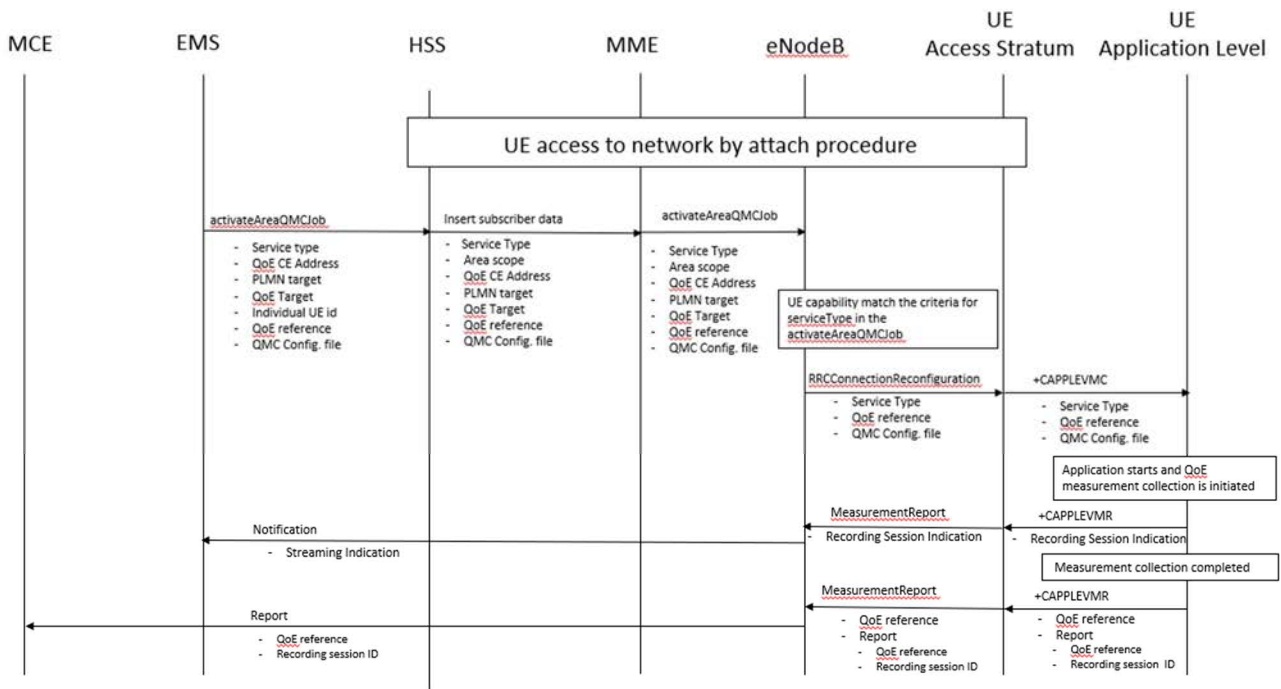 MCE
EMS
HSS
MME
eNodeB
UE
Access Stratum
UE
Application Level
UE access to network by attach procedure
activateAreaQMCJob
- Service type
- QoE CE Address
- PLMN target
- QoE Target
- Individual UE id
- QoE reference
- QMC Config. file
Insert subscriber data
- Service Type
- Area scope
- QoE CE Address
- PLMN target
- QoE Target
- QoE reference
- QMC Config. file
activateAreaQMCJob
- Service Type
- Area scope
- QoE CE Address
- PLMN target
- QoE Target
- QoE reference
- QMC Config. file
UE capability match the criteria for
serviceType in the
activateAreaQMCJob
RRCConnectionReconfiguration
- Service Type
- QoE reference
- QMC Config. file
+CAPPLEVMC
- Service Type
- QoE reference
- QMC Config. file
Application starts and QoE
measurement collection is initiated
+CAPPLEVMR
- Recording Session Indication
MeasurementReport
- Recording Session Indication
Notification
- Streaming Indication
Measurement collection completed
+CAPPLEVMR
- QoE reference
- Report
- QoE reference
- Recording session ID
MeasurementReport
- QoE reference
- Report
- QoE reference
- Recording session ID
Report
- QoE reference
- Recording session ID